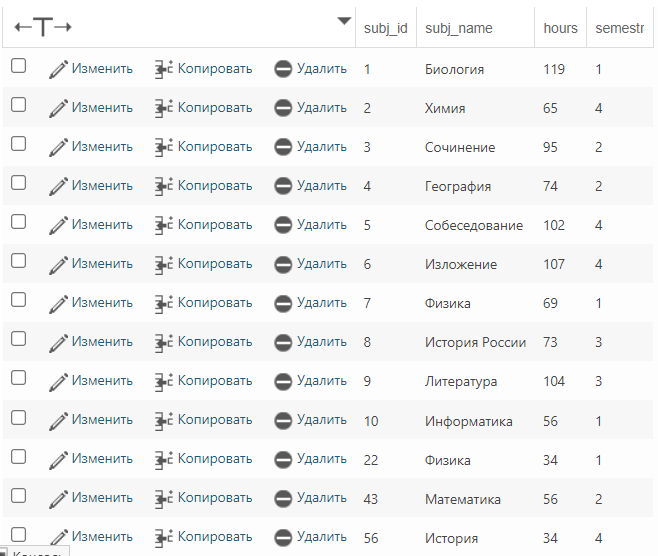 ←T→ subj_id subj_name hours semestr
Изменить Копировать Удалить 1 Биология 119 1
Изменить Копировать Удалить 2 Химия 65 4
Изменить Копировать Удалить 3 Сочинение 95 2
Изменить Копировать Удалить 4 География 74 2
Изменить Копировать Удалить 5 Собеседование 102 4
Изменить Копировать Удалить 6 Изложение 107 4
Изменить Копировать Удалить 7 Физика 69 1
Изменить Копировать Удалить 8 История России 73 3
Изменить Копировать Удалить 9 Литература 104 3
Изменить Копировать Удалить 10 Информатика 56 1
Изменить Копировать Удалить 22 Физика 34 1
Изменить Копировать Удалить 43 Математика 56 2
Изменить Копировать Удалить 56 История 34 4